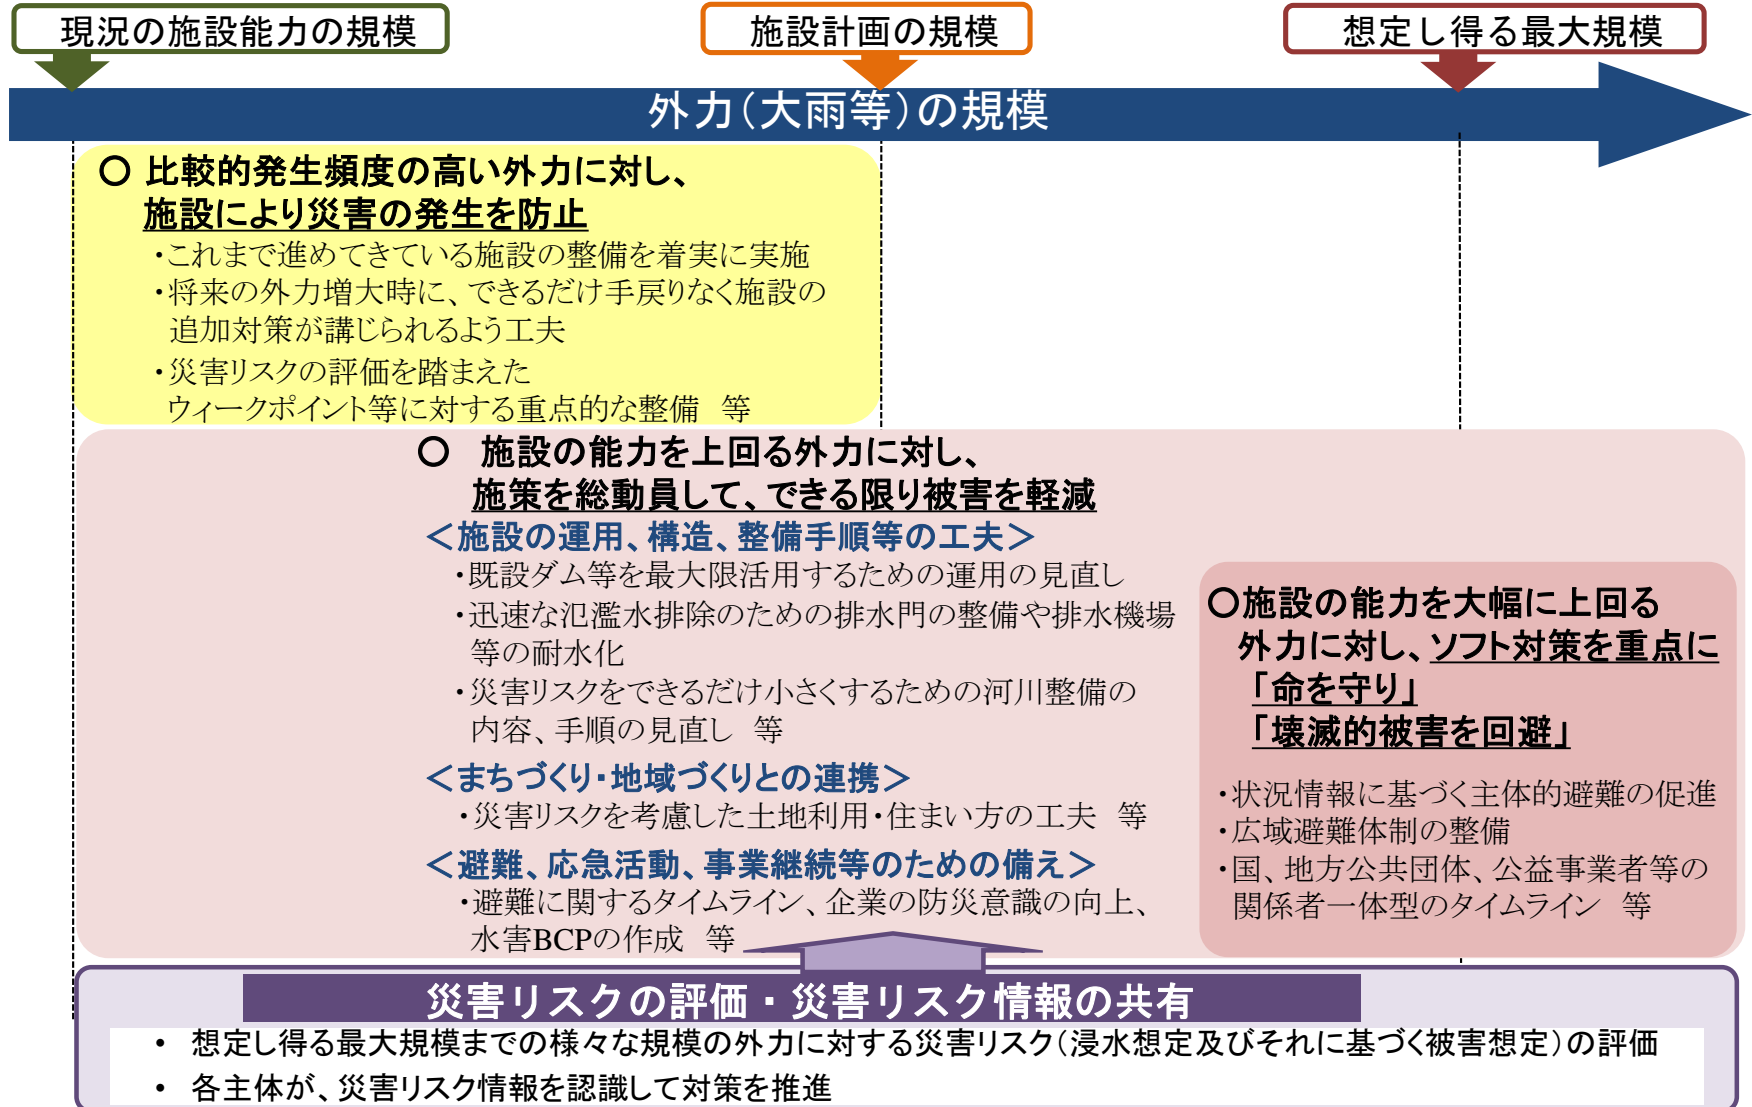 現況の施設能力の規模
施設計画の規模
想定し得る最大規模
外力(大雨等)の規模
○ 比較的発生頻度の高い外力に対し、
施設により災害の発生を防止
・これまで進めてきている施設の整備を着実に実施
・将来の外力増大時に、できるだけ手戻りなく施設の
追加対策が講じられるよう工夫
・災害リスクの評価を踏まえた
ウィークポイント等に対する重点的な整備 等
○ 施設の能力を上回る外力に対し、
施策を総動員して、できる限り被害を軽減
<施設の運用、構造、整備手順等の工夫>
・既設ダム等を最大限活用するための運用の見直し
・迅速な氾濫水排除のための排水門の整備や排水機場
等の耐水化
・災害リスクをできるだけ小さくするための河川整備の
内容、手順の見直し 等
<まちづくり・地域づくりとの連携>
・災害リスクを考慮した土地利用・住まい方の工夫 等
<避難、応急活動、事業継続等のための備え>
・避難に関するタイムライン、企業の防災意識の向上、
水害BCPの作成 等
○施設の能力を大幅に上回る
外力に対し、ソフト対策を重点に
「命を守り」
「壊滅的被害を回避」
・状況情報に基づく主体的避難の促進
・広域避難体制の整備
・国、地方公共団体、公益事業者等の
関係者一体型のタイムライン 等
災害リスクの評価・災害リスク情報の共有
• 想定し得る最大規模までの様々な規模の外力に対する災害リスク(浸水想定及びそれに基づく被害想定)の評価
• 各主体が、災害リスク情報を認識して対策を推進